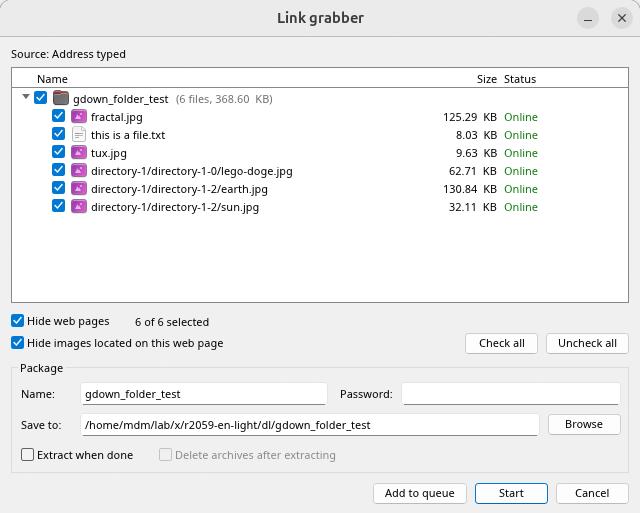 Link grabber
Source: Address typed
Name Size Status
gdown_folder_test (6 files, 368.60 KB)
fractal.jpg 125.29 KB Online
this is a file.txt 8.03 KB Online
tux.jpg 9.63 KB Online
directory-1/directory-1-0/lego-doge.jpg 62.71 KB Online
directory-1/directory-1-2/earth.jpg 130.84 KB Online
directory-1/directory-1-2/sun.jpg 32.11 KB Online
Hide web pages 6 of 6 selected
Hide images located on this web page Check all Uncheck all
Package
Name: gdown_folder_test Password:
Save to: /home/mdm/lab/x/r2059-en-light/dl/gdown_folder_test Browse
Extract when done Delete archives after extracting
Add to queue Start Cancel